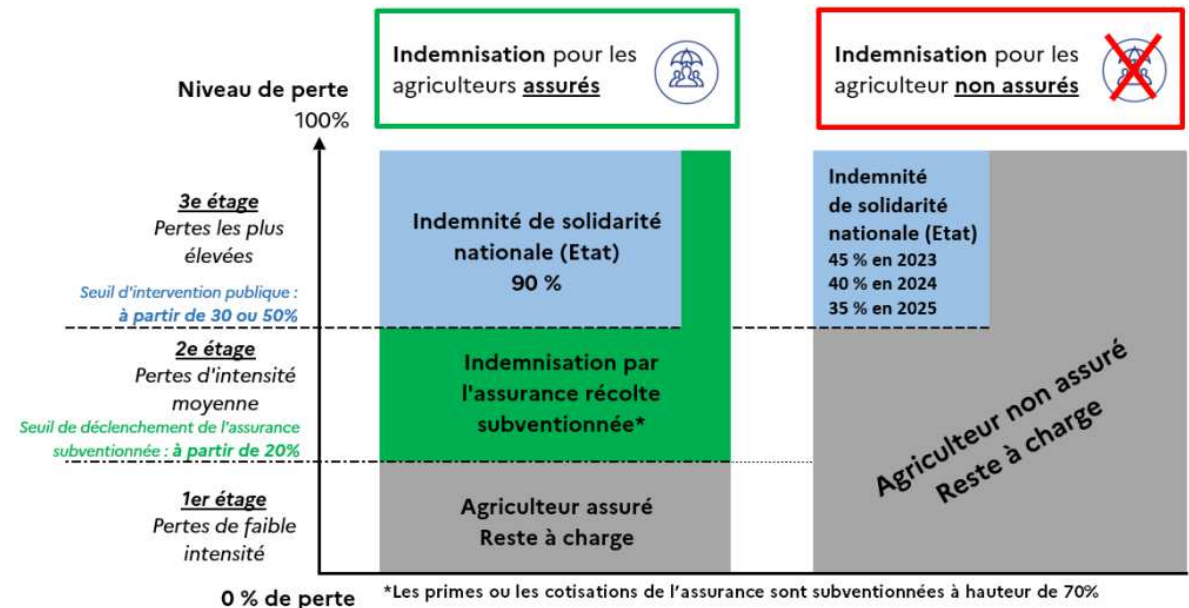 Indemnisation pour les
agriculteurs assurés
Indemnisation pour les
agriculteur non assurés
Niveau de perte
100%
3e étage
Pertes les plus
élevées
Seuil d'intervention publique :
à partir de 30 ou 50%
2e étage
Pertes d'intensité
moyenne
Seuil de déclenchement de l'assurance
subventionnée : à partir de 20%
1er étage
Pertes de faible
intensité
0 % de perte
Indemnité de solidarité
nationale (Etat)
90 %
Indemnisation par
l'assurance récolte
subventionnée*
Agriculteur assuré
Reste à charge
Indemnité
de solidarité
nationale (Etat)
45 % en 2023
40 % en 2024
35 % en 2025
Agriculteur non assuré
Reste à charge
*Les primes ou les cotisations de l'assurance sont subventionnées à hauteur de 70%